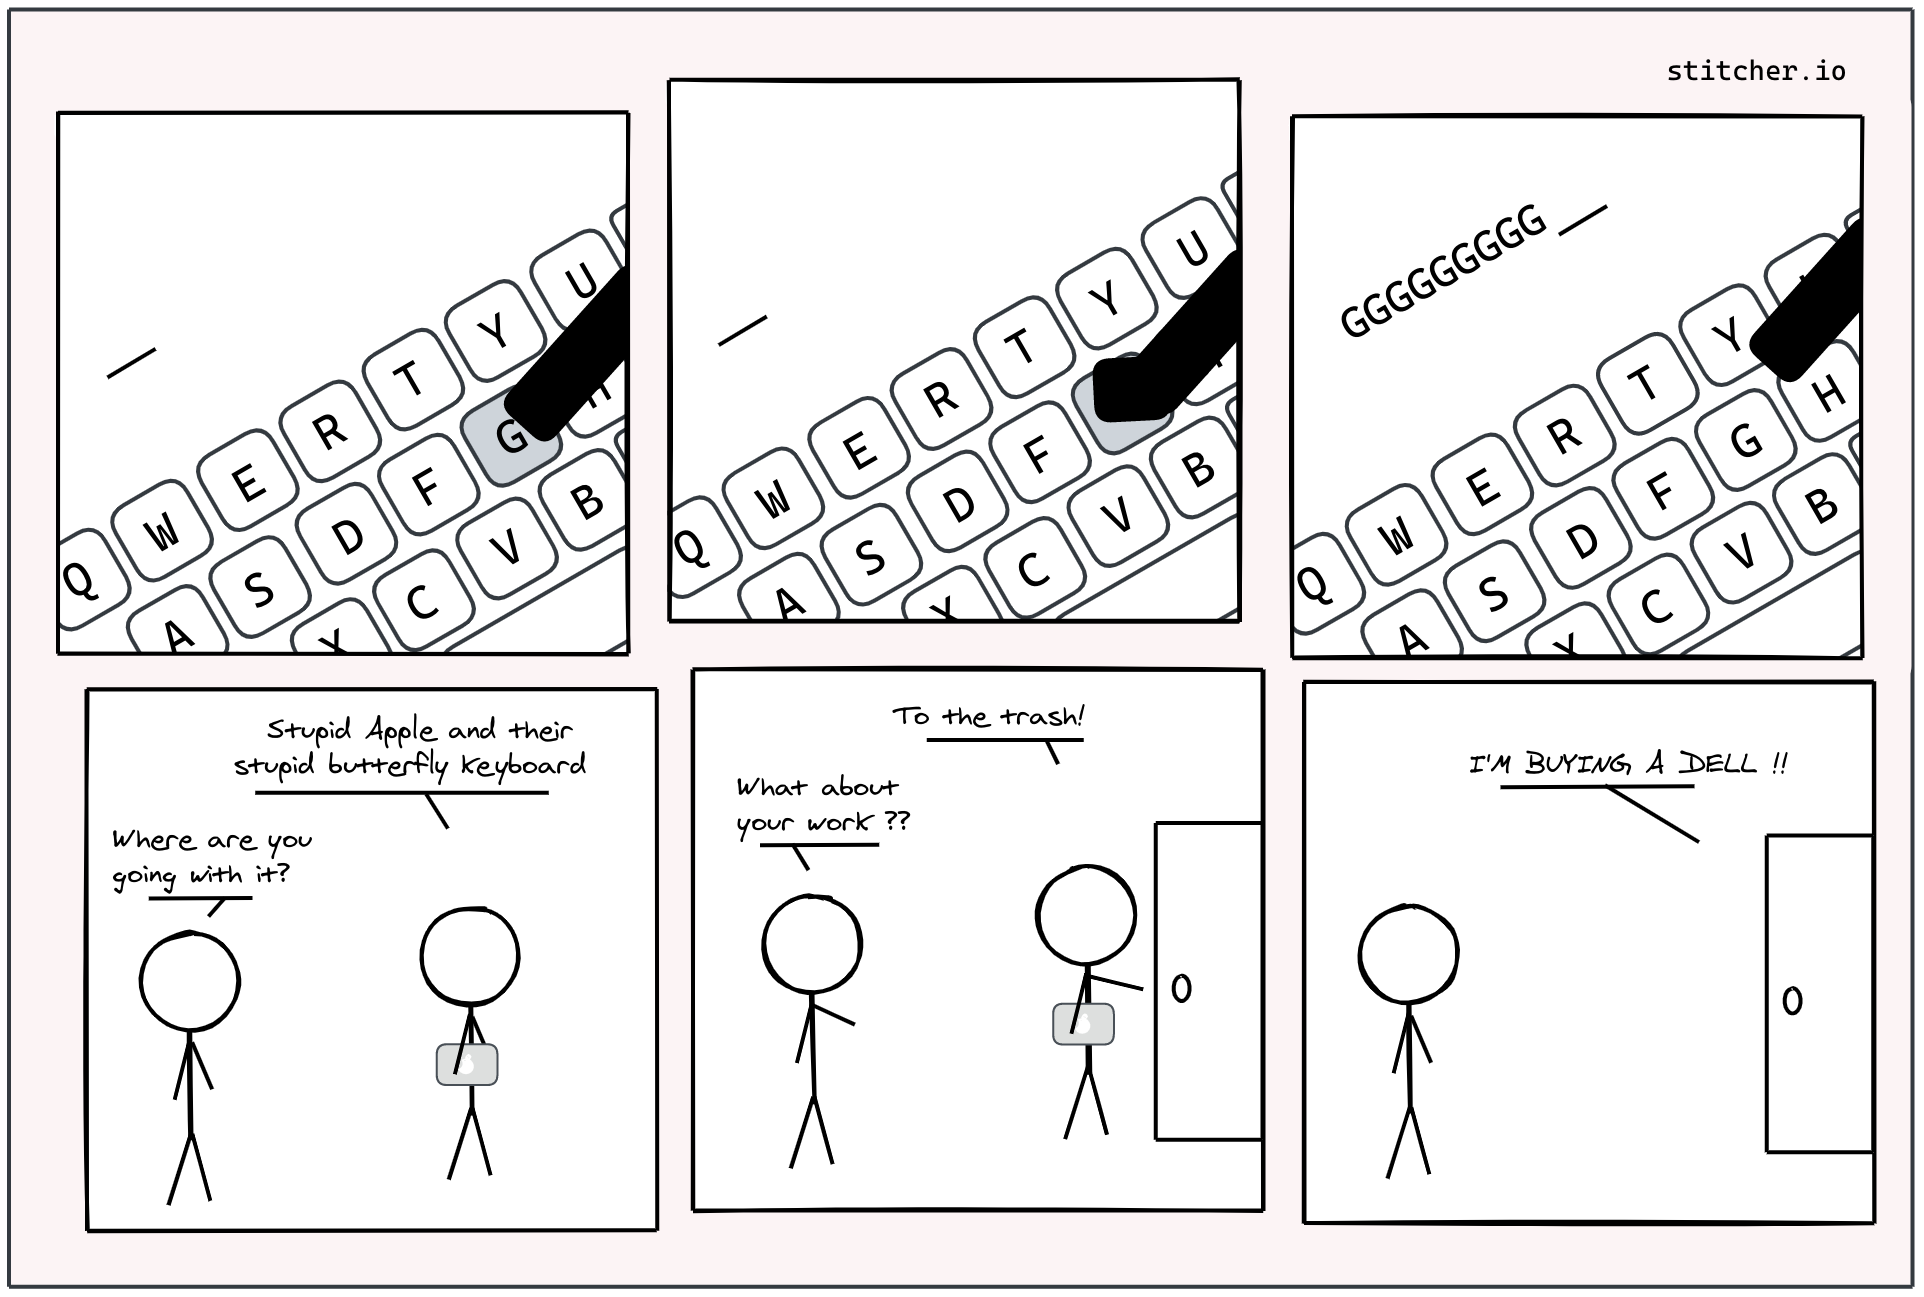 stitcher.io
Q W E R T Y U
A S D F G H
X C V B
Q W E R T Y U
A S D F
X C V B
GGGGGGGGG_
Q W E R T Y
A S D F G H
X C V B
Stupid Apple and their
stupid butterfly keyboard
Where are you
going with it?
To the trash!
What about
your work ??
I'M BUYING A DELL !!